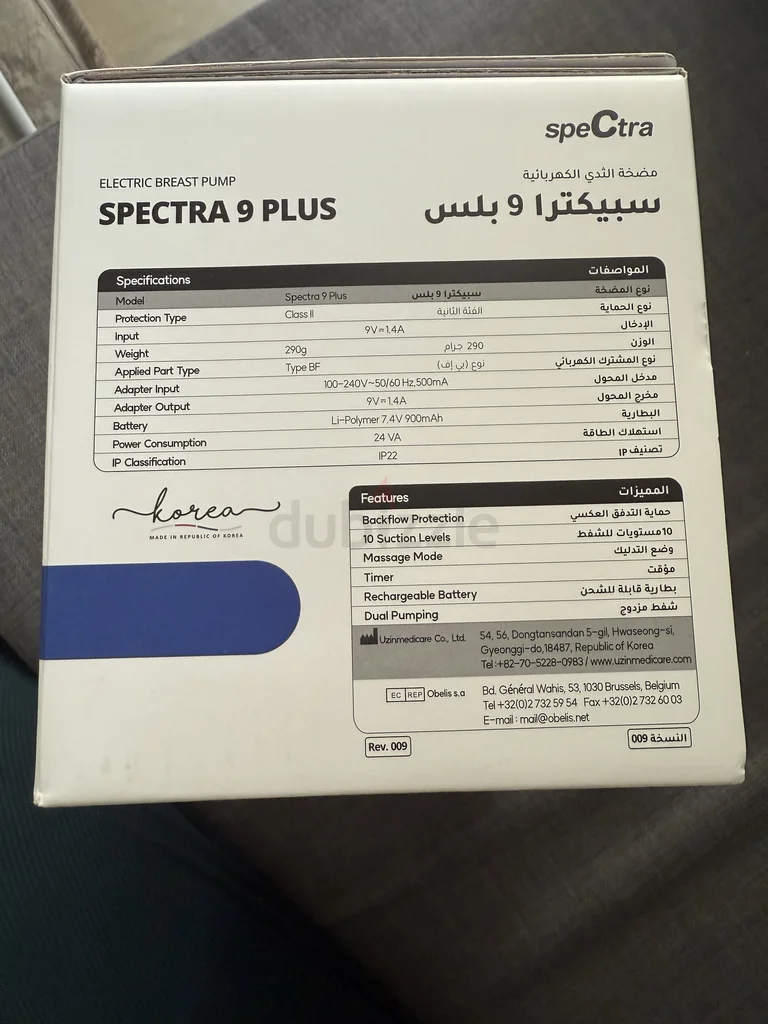 speCtra
ELECTRIC BREAST PUMP
مضخة الثدي الكهربائية
SPECTRA 9 PLUS
سبيكترا 9 بلس
Specifications المواصفات
Model Spectra 9 Plus سبيكترا 9 بلس نوع المضخة
Protection Type Class II الفئة الثانية نوع الحماية
Input 9V⎓1.4A الإدخال
Weight 290g 290 جرام الوزن
Applied Part Type Type BF نوع (بي إف) نوع المشترك الكهربائي
Adapter Input 100-240V~50/60 Hz,500mA مدخل المحول
Adapter Output 9V⎓1.4A مخرج المحول
Battery Li-Polymer 7.4V 900mAh البطارية
Power Consumption 24 VA استهلاك الطاقة
IP Classification IP22 تصنيف IP
korea
MADE IN REPUBLIC OF KOREA
dubizzle
Features المميزات
Backflow Protection حماية التدفق العكسي
10 Suction Levels 10مستويات للشفط
Massage Mode وضع التدليك
Timer مؤقت
Rechargeable Battery بطارية قابلة للشحن
Dual Pumping شفط مزدوج
Uzinmedicare Co., Ltd. 54, 56, Dongtansandan 5-gil, Hwaseong-si,
Gyeonggi-do,18487, Republic of Korea
Tel:+82-70-5228-0983 / www.uzinmedicare.com
EC REP Obelis s.a Bd. Général Wahis, 53, 1030 Brussels, Belgium
Tel +32(0)2 732 59 54 Fax +32(0)2 732 60 03
E-mail : mail@obelis.net
Rev. 009
النسخة 009